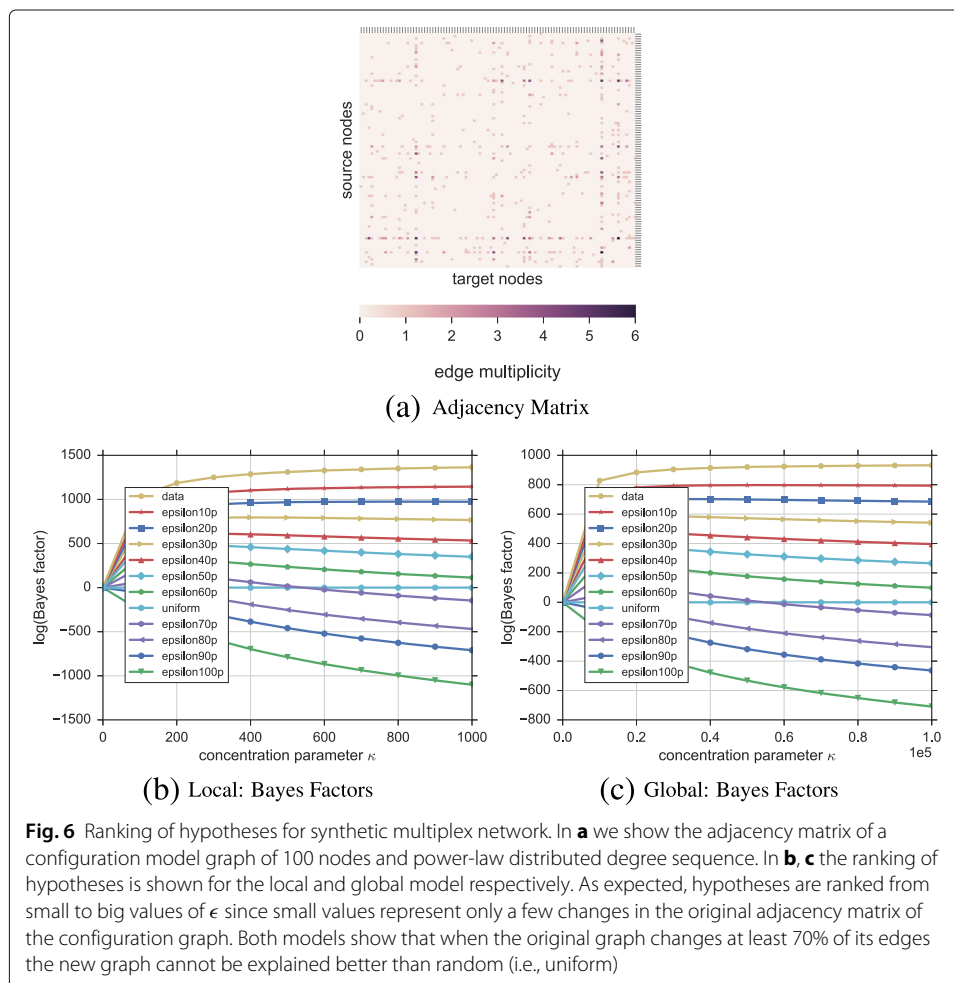 source nodes
target nodes
0 1 2 3 4 5 6
edge multiplicity
(a) Adjacency Matrix
1500
1000
500
0
−500
−1000
−1500
log(Bayes factor)
data
epsilon10p
epsilon20p
epsilon30p
epsilon40p
epsilon50p
epsilon60p
uniform
epsilon70p
epsilon80p
epsilon90p
epsilon100p
0 200 400 600 800 1000
concentration parameter κ
(b) Local: Bayes Factors
1000
800
600
400
200
0
−200
−400
−600
−800
log(Bayes factor)
data
epsilon10p
epsilon20p
epsilon30p
epsilon40p
epsilon50p
epsilon60p
uniform
epsilon70p
epsilon80p
epsilon90p
epsilon100p
0.0 0.2 0.4 0.6 0.8 1.0
1e5
concentration parameter κ
(c) Global: Bayes Factors
Fig. 6 Ranking of hypotheses for synthetic multiplex network. In a we show the adjacency matrix of a
configuration model graph of 100 nodes and power-law distributed degree sequence. In b, c the ranking of
hypotheses is shown for the local and global model respectively. As expected, hypotheses are ranked from
small to big values of ϵ since small values represent only a few changes in the original adjacency matrix of
the configuration graph. Both models show that when the original graph changes at least 70% of its edges
the new graph cannot be explained better than random (i.e., uniform)